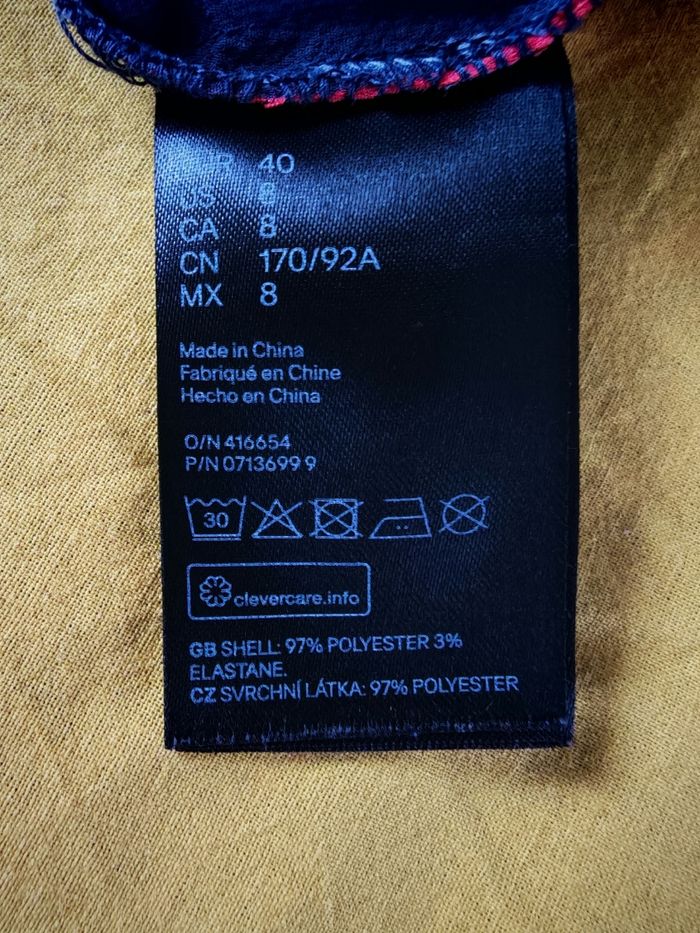 40
8
CA 8
CN 170/92A
MX 8
Made in China
Fabriqué en Chine
Hecho en China
O/N 416654
P/N 0713699 9
30
clevercare.info
GB SHELL: 97% POLYESTER 3%
ELASTANE.
CZ SVRCHNÍ LÁTKA: 97% POLYESTER